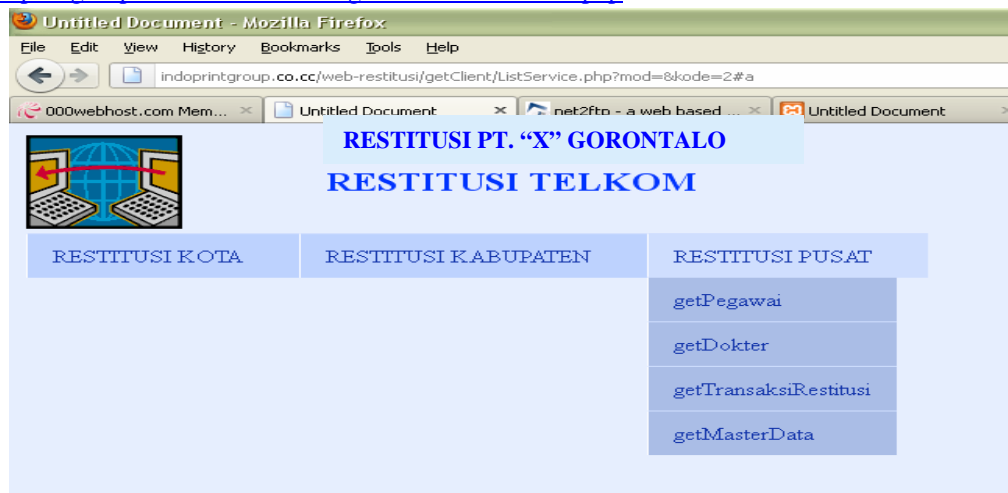 Untitled Document - Mozilla Firefox
File Edit View History Bookmarks Tools Help
indoprintgroup.co.cc/web-restitusi/getClient/ListService.php?mod=&kode=2#a
000webhost.com Mem... × Untitled Document × net2ftp - a web based ... × Untitled Document ×
RESTITUSI PT. “X” GORONTALO
RESTITUSI TELKOM
RESTITUSI KOTA RESTITUSI KABUPATEN RESTITUSI PUSAT
getPegawai
getDokter
getTransaksiRestitusi
getMasterData